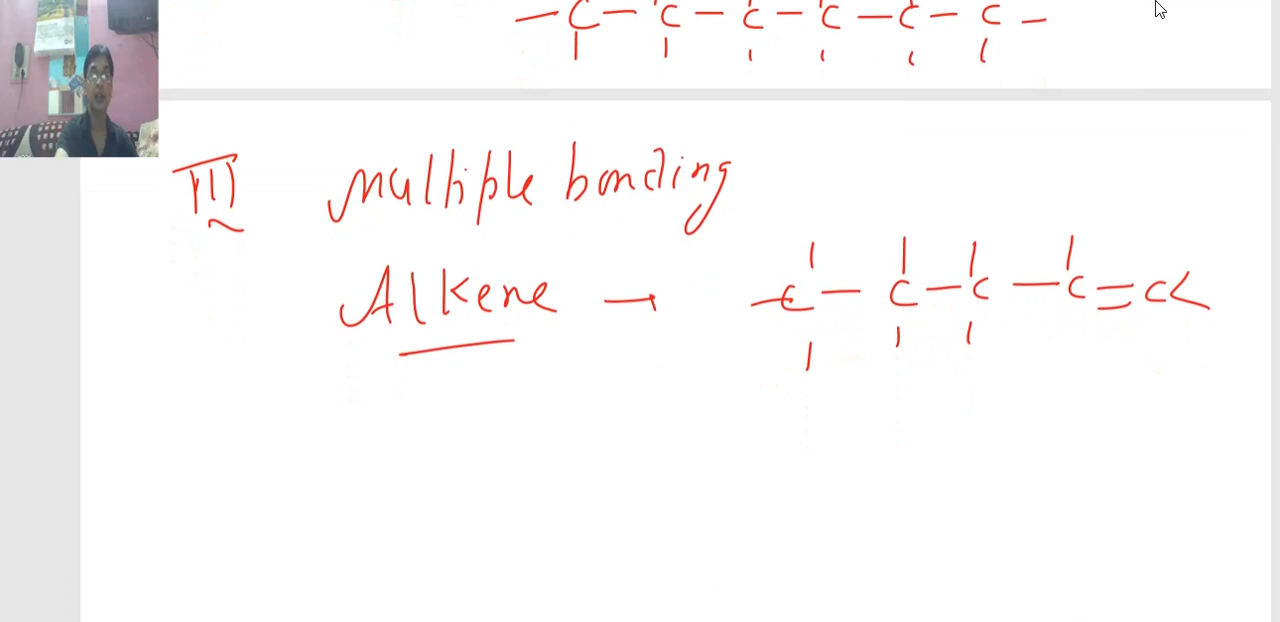 — C — C — C — C — C — C —
III Multiple bonding
Alkene → — C — C — C — C = C <